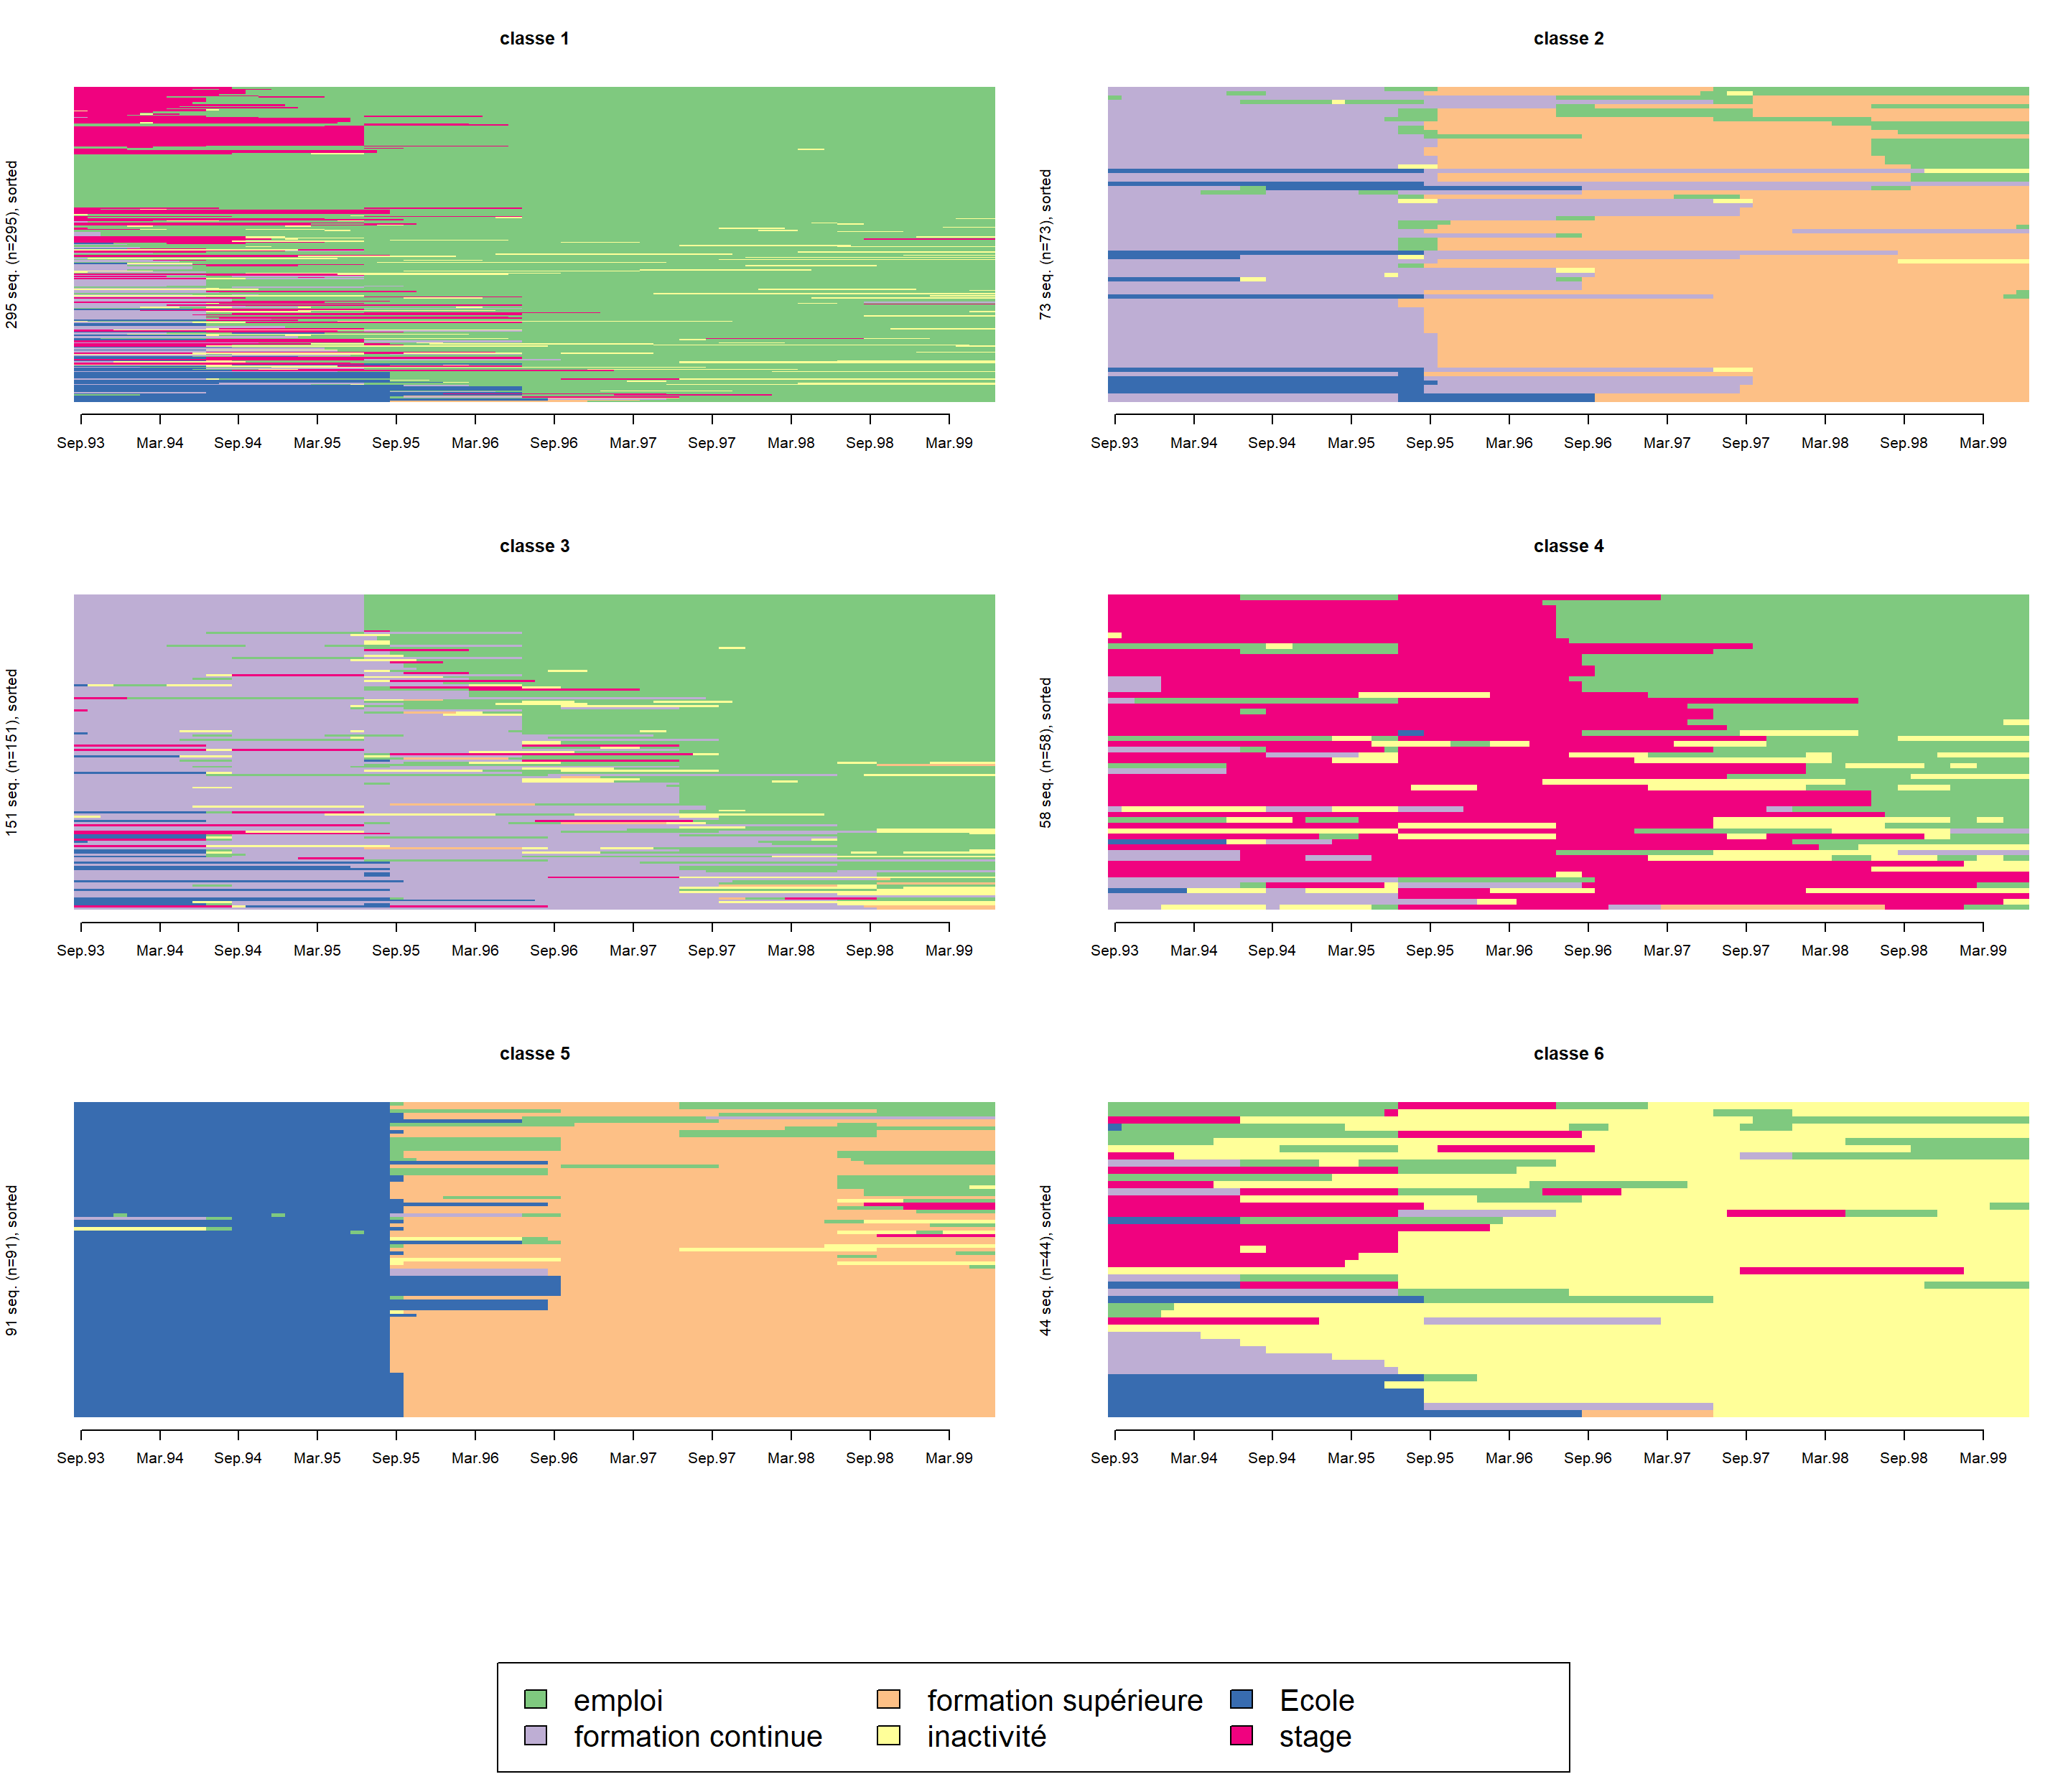 classe 1
classe 2
295 seq. (n=295), sorted
73 seq. (n=73), sorted
Sep.93 Mar.94 Sep.94 Mar.95 Sep.95 Mar.96 Sep.96 Mar.97 Sep.97 Mar.98 Sep.98 Mar.99
Sep.93 Mar.94 Sep.94 Mar.95 Sep.95 Mar.96 Sep.96 Mar.97 Sep.97 Mar.98 Sep.98 Mar.99
classe 3
classe 4
151 seq. (n=151), sorted
58 seq. (n=58), sorted
Sep.93 Mar.94 Sep.94 Mar.95 Sep.95 Mar.96 Sep.96 Mar.97 Sep.97 Mar.98 Sep.98 Mar.99
Sep.93 Mar.94 Sep.94 Mar.95 Sep.95 Mar.96 Sep.96 Mar.97 Sep.97 Mar.98 Sep.98 Mar.99
classe 5
classe 6
91 seq. (n=91), sorted
44 seq. (n=44), sorted
Sep.93 Mar.94 Sep.94 Mar.95 Sep.95 Mar.96 Sep.96 Mar.97 Sep.97 Mar.98 Sep.98 Mar.99
Sep.93 Mar.94 Sep.94 Mar.95 Sep.95 Mar.96 Sep.96 Mar.97 Sep.97 Mar.98 Sep.98 Mar.99
emploi formation supérieure Ecole
formation continue inactivité stage